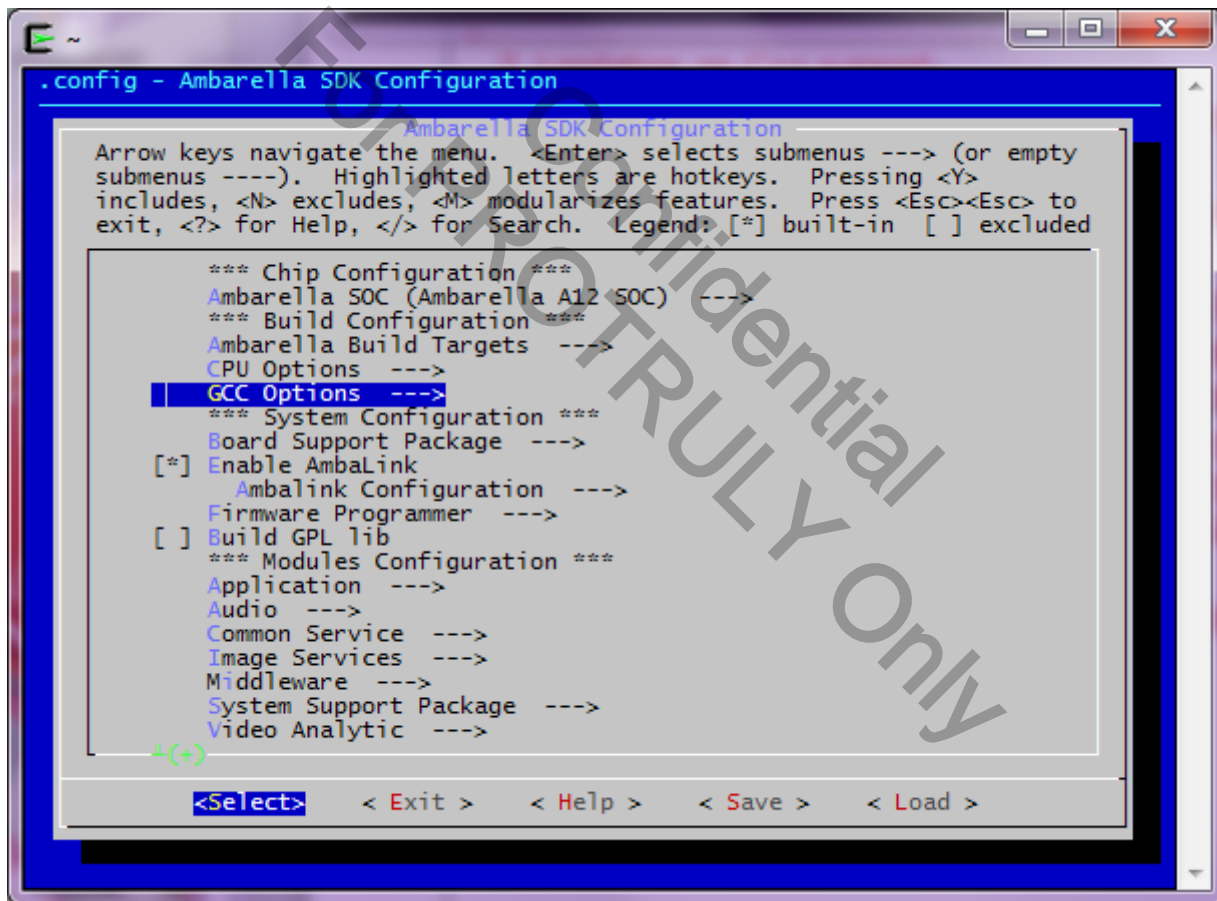 ~
.config - Ambarella SDK Configuration
Ambarella SDK Configuration
Arrow keys navigate the menu.  <Enter> selects submenus ---> (or empty
submenus ----).  Highlighted letters are hotkeys.  Pressing <Y>
includes, <N> excludes, <M> modularizes features.  Press <Esc><Esc> to
exit, <?> for Help, </> for Search.  Legend: [*] built-in  [ ] excluded
*** Chip Configuration ***
Ambarella SOC (Ambarella A12 SOC)  --->
*** Build Configuration ***
Ambarella Build Targets  --->
CPU Options  --->
GCC Options  --->
*** System Configuration ***
Board Support Package  --->
[*] Enable AmbaLink
Ambalink Configuration  --->
Firmware Programmer  --->
[ ] Build GPL lib
*** Modules Configuration ***
Application  --->
Audio  --->
Common Service  --->
Image Services  --->
Middleware  --->
System Support Package  --->
Video Analytic  --->
┴(+)
<Select>    < Exit >    < Help >    < Save >    < Load >
Confidential
For PROTRULY Only